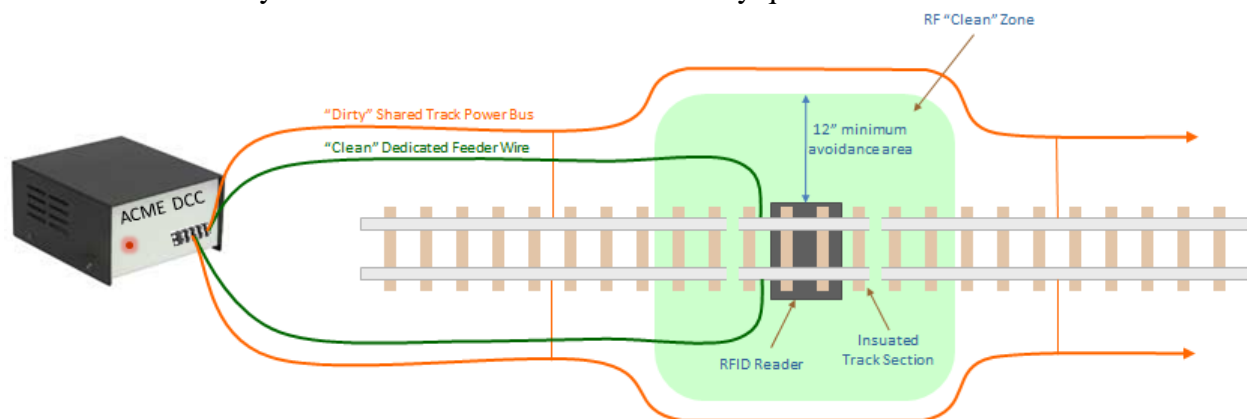 RF “Clean” Zone
“Dirty” Shared Track Power Bus
“Clean” Dedicated Feeder Wire
12” minimum
avoidance area
ACME DCC
RFID Reader
Insuated
Track Section